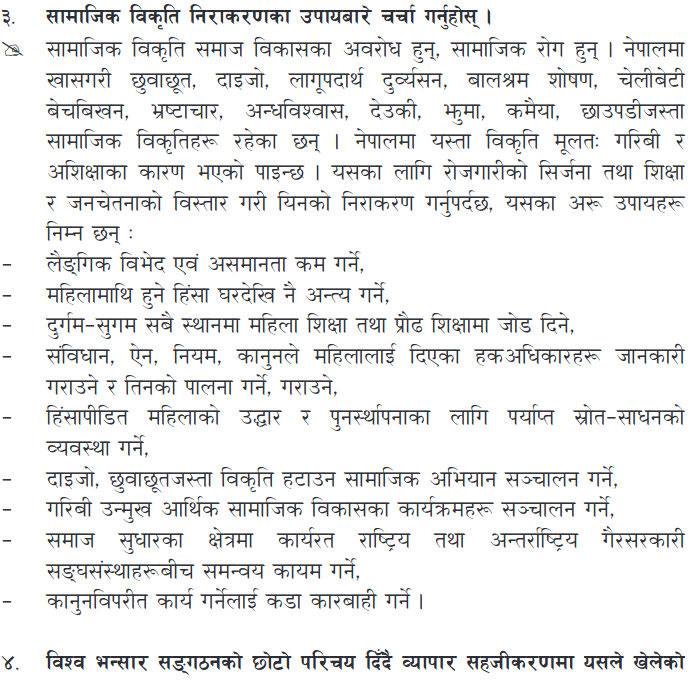 ३. सामाजिक विकृति निराकरणका उपायबारे चर्चा गर्नुहोस् ।
सामाजिक विकृति समाज विकासका अवरोध हुन्, सामाजिक रोग हुन् । नेपालमा
खासगरी छुवाछूत, दाइजो, लागूपदार्थ दुर्व्यसन, बालश्रम शोषण, चेलीबेटी
बेचबिखन, भ्रष्टाचार, अन्धविश्वास, देउकी, झुमा, कमैया, छाउपडीजस्ता
सामाजिक विकृतिहरू रहेका छन् । नेपालमा यस्ता विकृति मूलतः गरिबी र
अशिक्षाका कारण भएको पाइन्छ । यसका लागि रोजगारीको सिर्जना तथा शिक्षा
र जनचेतनाको विस्तार गरी यिनको निराकरण गर्नुपर्दछ, यसका अरू उपायहरू
निम्न छन् :
- लैङ्गिक विभेद एवं असमानता कम गर्ने,
- महिलामाथि हुने हिंसा घरदेखि नै अन्त्य गर्ने,
- दुर्गम-सुगम सबै स्थानमा महिला शिक्षा तथा प्रौढ शिक्षामा जोड दिने,
- संविधान, ऐन, नियम, कानुनले महिलालाई दिएका हकअधिकारहरू जानकारी
गराउने र तिनको पालना गर्ने, गराउने,
- हिंसापीडित महिलाको उद्धार र पुनर्स्थापनाका लागि पर्याप्त स्रोत-साधनको
व्यवस्था गर्ने,
- दाइजो, छुवाछूतजस्ता विकृति हटाउन सामाजिक अभियान सञ्चालन गर्ने,
- गरिबी उन्मुख आर्थिक सामाजिक विकासका कार्यक्रमहरू सञ्चालन गर्ने,
- समाज सुधारका क्षेत्रमा कार्यरत राष्ट्रिय तथा अन्तर्राष्ट्रिय गैरसरकारी
सङ्घसंस्थाहरूबीच समन्वय कायम गर्ने,
- कानुनविपरीत कार्य गर्नेलाई कडा कारबाही गर्ने ।
४. विश्व भन्सार सङ्गठनको छोटो परिचय दिँदै व्यापार सहजीकरणमा यसले खेलेको